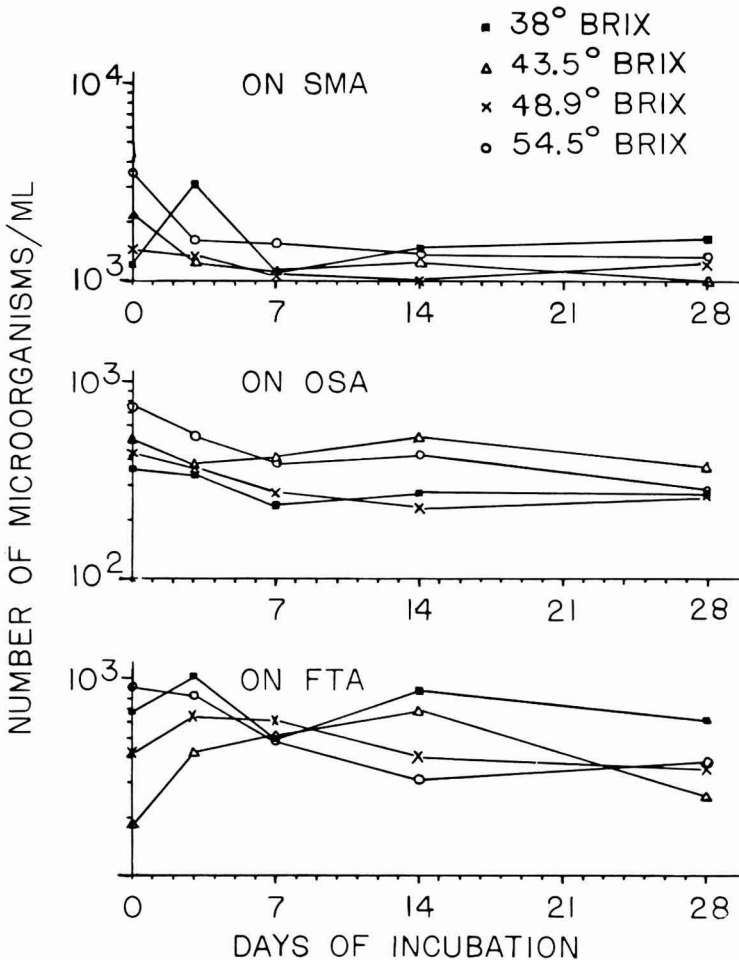 38° BRIX
43.5° BRIX
48.9° BRIX
54.5° BRIX
NUMBER OF MICROORGANISMS/ML
ON SMA
10⁴
10³
0 7 14 21 28
ON OSA
10³
10²
7 14 21 28
ON FTA
10³
0 7 14 21 28
DAYS OF INCUBATION